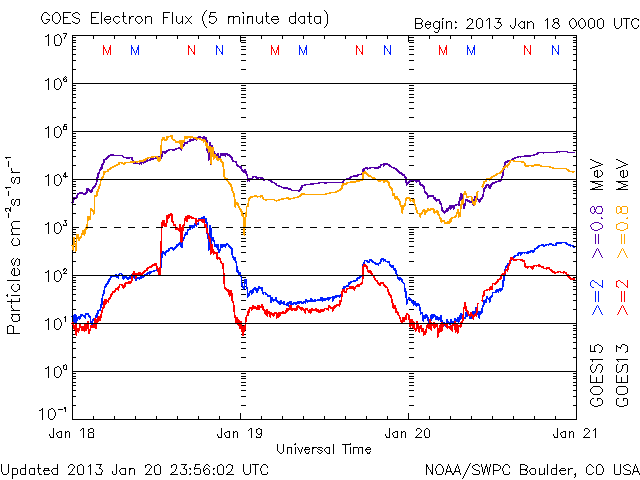 GOES Electron Flux (5 minute data)
Begin: 2013 Jan 18 0000 UTC
M M N N M M N N M M N N
10⁷
10⁶
10⁵
10⁴
10³
10²
10¹
10⁰
10⁻¹
Particles cm⁻²s⁻¹sr⁻¹
GOES15 >=2 >=0.8 MeV
GOES13 >=2 >=0.8 MeV
Jan 18 Jan 19 Jan 20 Jan 21
Universal Time
Updated 2013 Jan 20 23:56:02 UTC
NOAA/SWPC Boulder, CO USA